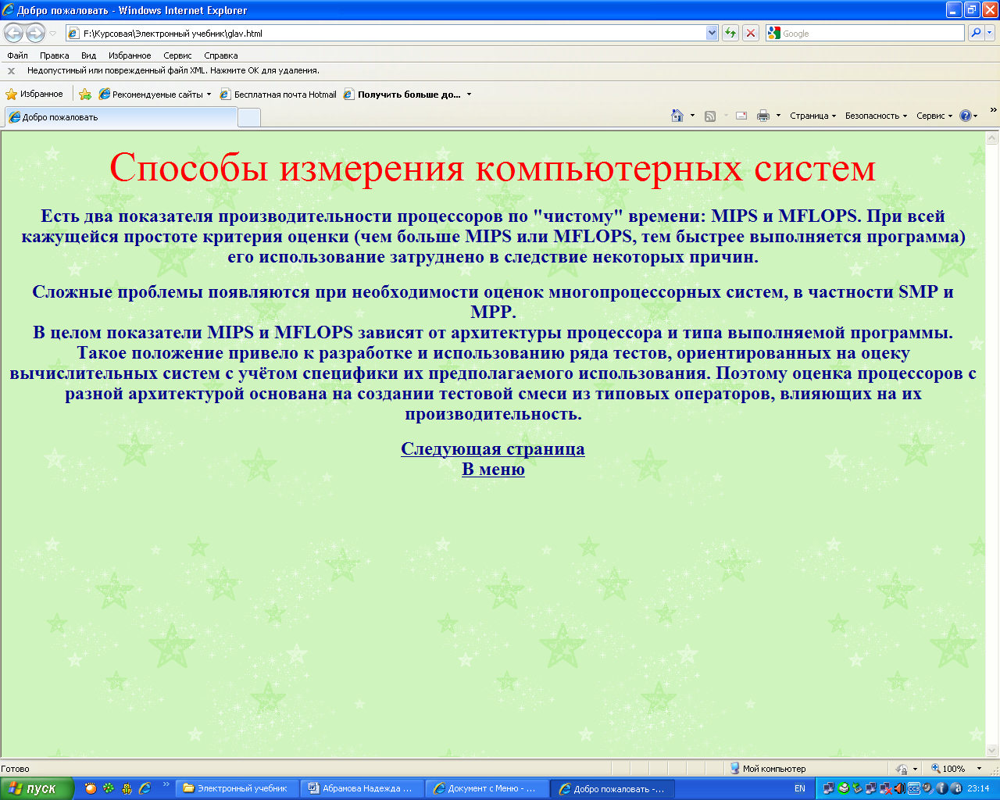 Добро пожаловать - Windows Internet Explorer
F:\Курсовая\Электронный учебник\glav.html
Google
Файл Правка Вид Избранное Сервис Справка
Недопустимый или поврежденный файл XML. Нажмите ОК для удаления.
Избранное Рекомендуемые сайты Бесплатная почта Hotmail Получить больше до...
Добро пожаловать Страница Безопасность Сервис
Способы измерения компьютерных систем
Есть два показателя производительности процессоров по "чистому" времени: MIPS и MFLOPS. При всей
кажущейся простоте критерия оценки (чем больше MIPS или MFLOPS, тем быстрее выполняется программа)
его использование затруднено в следствие некоторых причин.
Сложные проблемы появляются при необходимости оценок многопроцессорных систем, в частности SMP и
MPP.
В целом показатели MIPS и MFLOPS зависят от архитектуры процессора и типа выполняемой программы.
Такое положение привело к разработке и использованию ряда тестов, ориентированных на оцеку
вычислительных систем с учётом специфики их предполагаемого использования. Поэтому оценка процессоров с
разной архитектурой основана на создании тестовой смеси из типовых операторов, влияющих на их
производительность.
Следующая страница
В меню
Готово Мой компьютер 100%
пуск Электронный учебник Абрамова Надежда ... Документ с Меню - ... Добро пожаловать -... EN 23:14